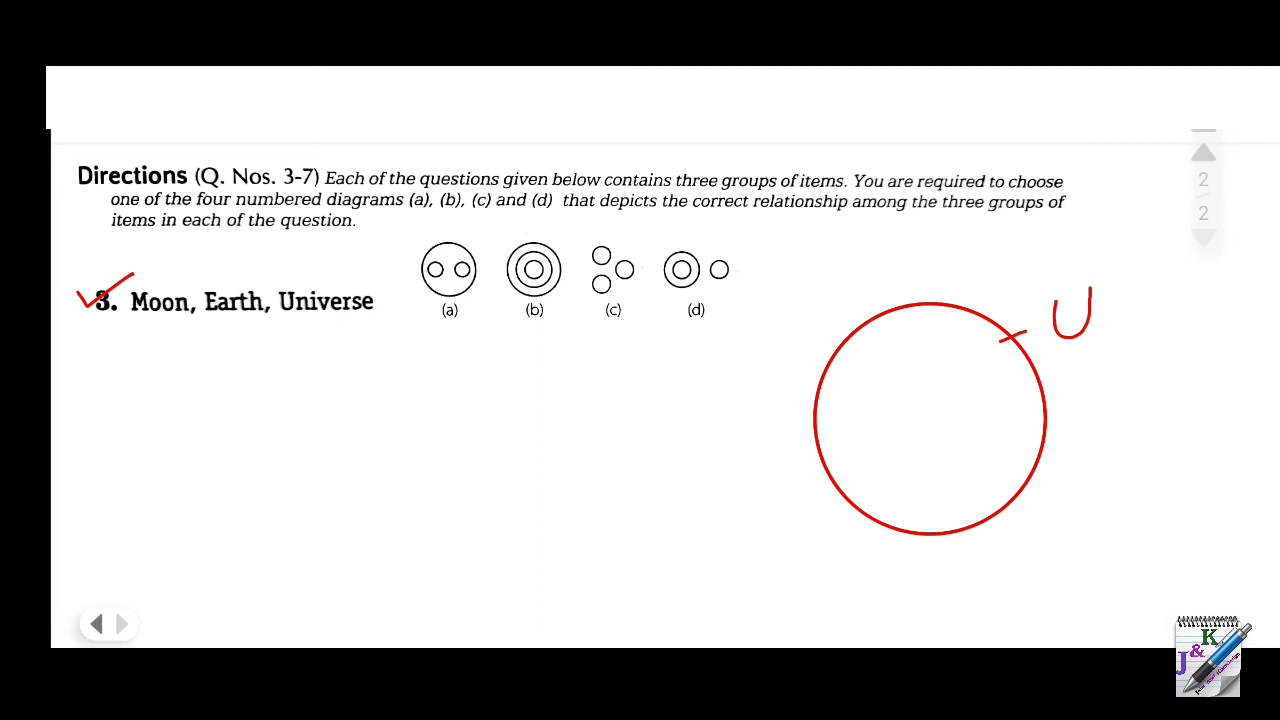 Directions (Q. Nos. 3-7) Each of the questions given below contains three groups of items. You are required to choose
one of the four numbered diagrams (a), (b), (c) and (d) that depicts the correct relationship among the three groups of
items in each of the question.
3. Moon, Earth, Universe
(a) (b) (c) (d)
U
2
2
J & K